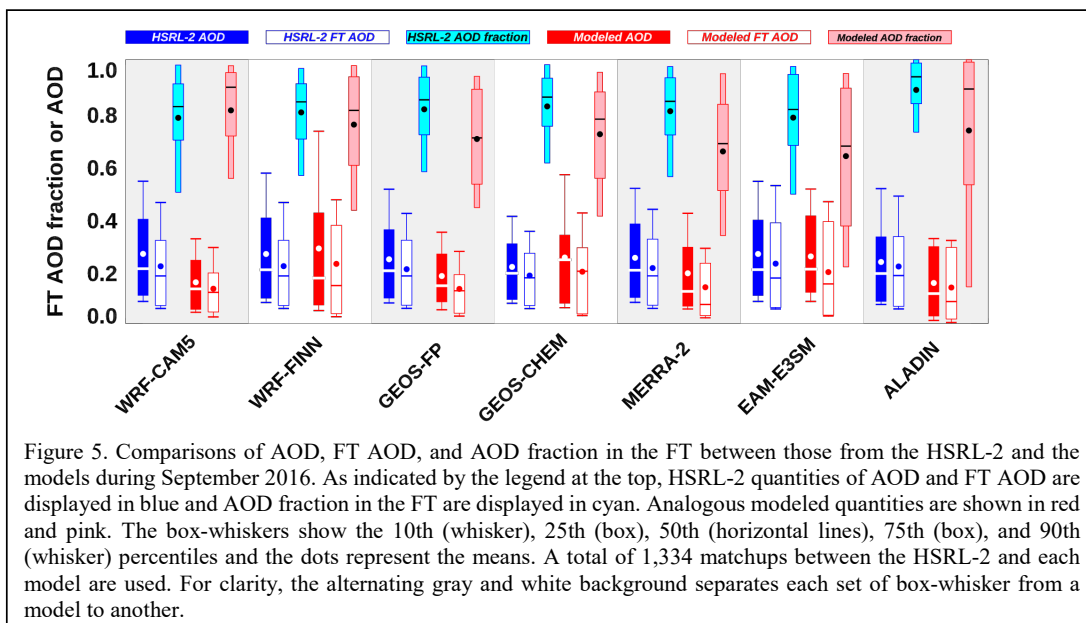 HSRL-2 AOD HSRL-2 FT AOD HSRL-2 AOD fraction Modeled AOD Modeled FT AOD Modeled AOD fraction
FT AOD fraction or AOD
1.0
0.8
0.6
0.4
0.2
0.0
WRF-CAM5 WRF-FINN GEOS-FP GEOS-CHEM MERRA-2 EAM-E3SM ALADIN
Figure 5. Comparisons of AOD, FT AOD, and AOD fraction in the FT between those from the HSRL-2 and the
models during September 2016. As indicated by the legend at the top, HSRL-2 quantities of AOD and FT AOD are
displayed in blue and AOD fraction in the FT are displayed in cyan. Analogous modeled quantities are shown in red
and pink. The box-whiskers show the 10th (whisker), 25th (box), 50th (horizontal lines), 75th (box), and 90th
(whisker) percentiles and the dots represent the means. A total of 1,334 matchups between the HSRL-2 and each
model are used. For clarity, the alternating gray and white background separates each set of box-whisker from a
model to another.